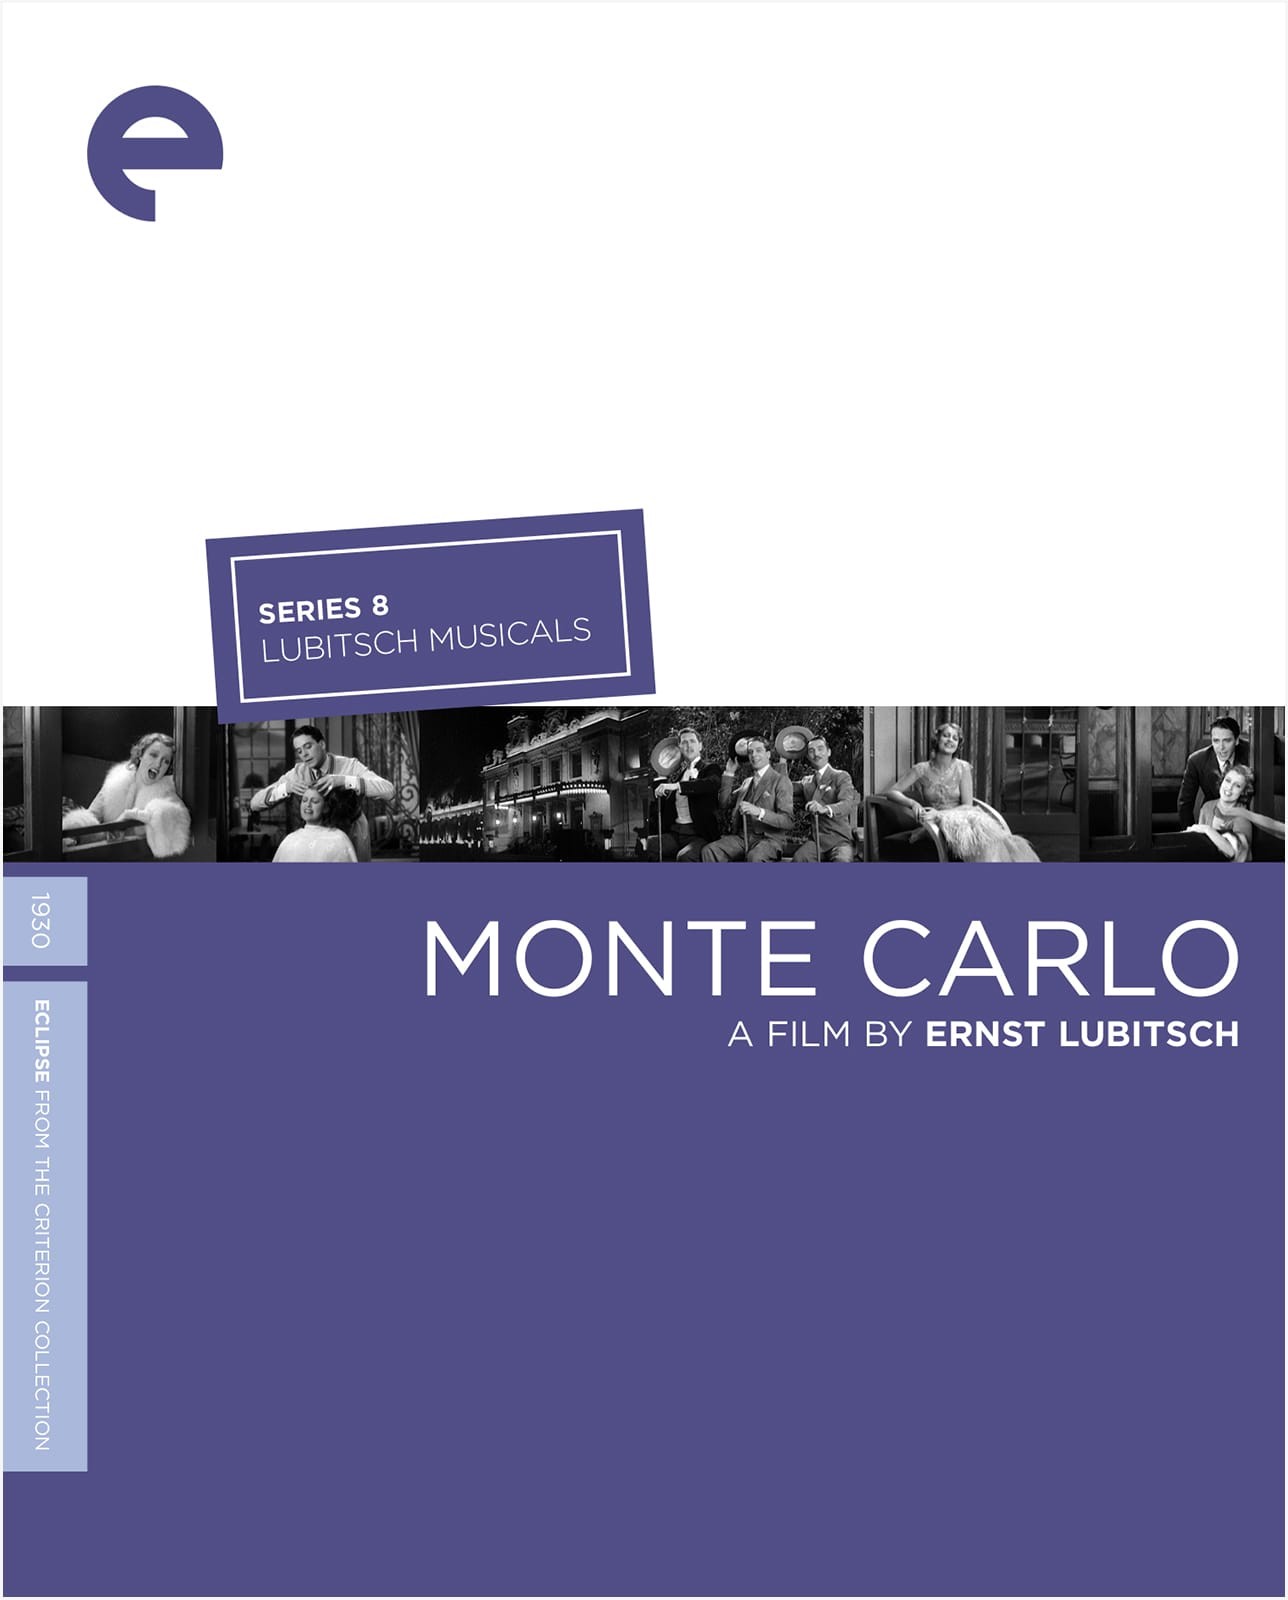 e
SERIES 8
LUBITSCH MUSICALS
1930
MONTE CARLO
A FILM BY ERNST LUBITSCH
ECLIPSE FROM THE CRITERION COLLECTION